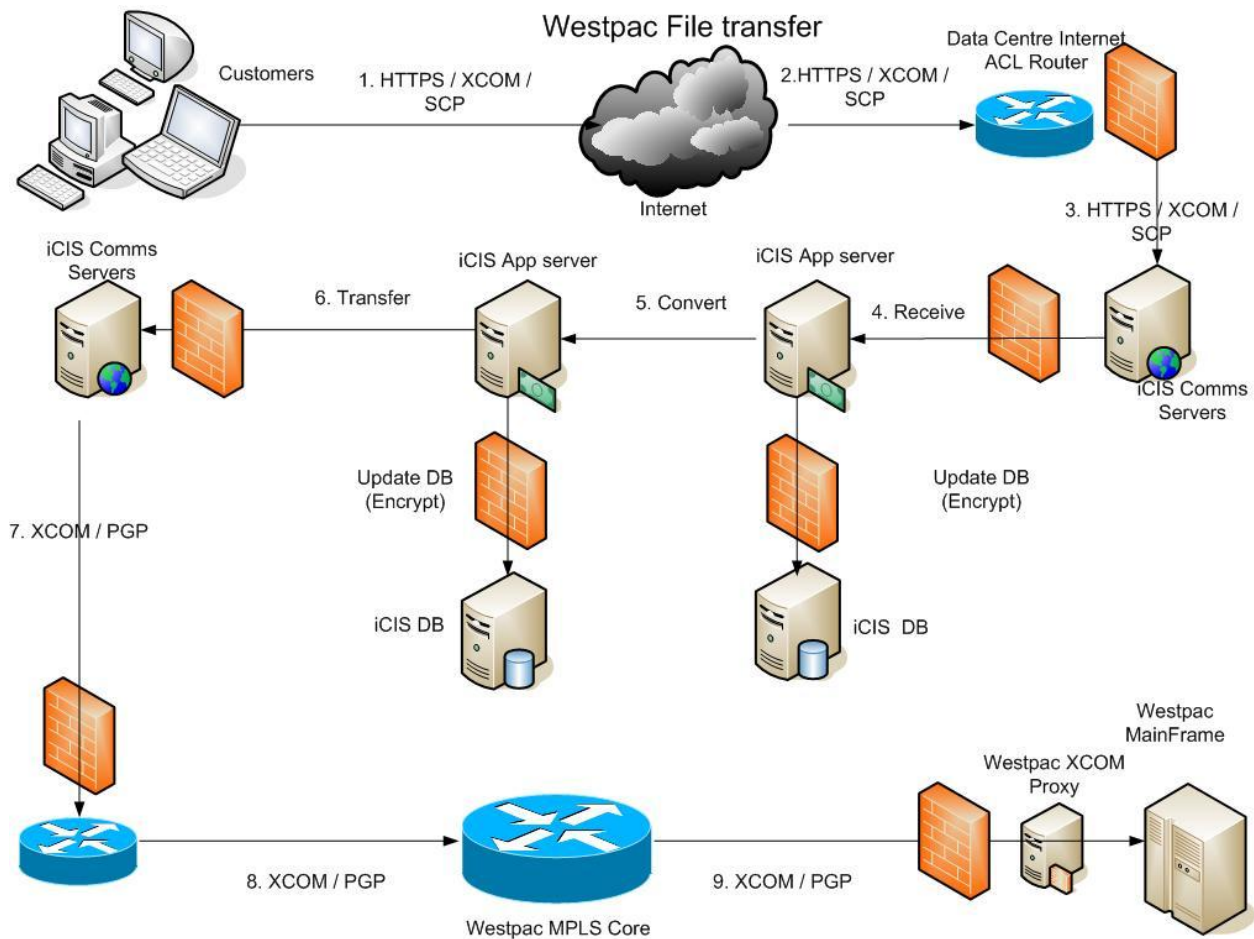 Westpac File transfer
Customers
1. HTTPS / XCOM /
SCP
2.HTTPS / XCOM /
SCP
Data Centre Internet
ACL Router
Internet
3. HTTPS / XCOM /
SCP
iCIS Comms
Servers
6. Transfer
iCIS App server
5. Convert
iCIS App server
4. Receive
iCIS Comms
Servers
Update DB
(Encrypt)
Update DB
(Encrypt)
7. XCOM / PGP
iCIS DB
iCIS  DB
Westpac
MainFrame
Westpac XCOM
Proxy
8. XCOM / PGP
9. XCOM / PGP
Westpac MPLS Core